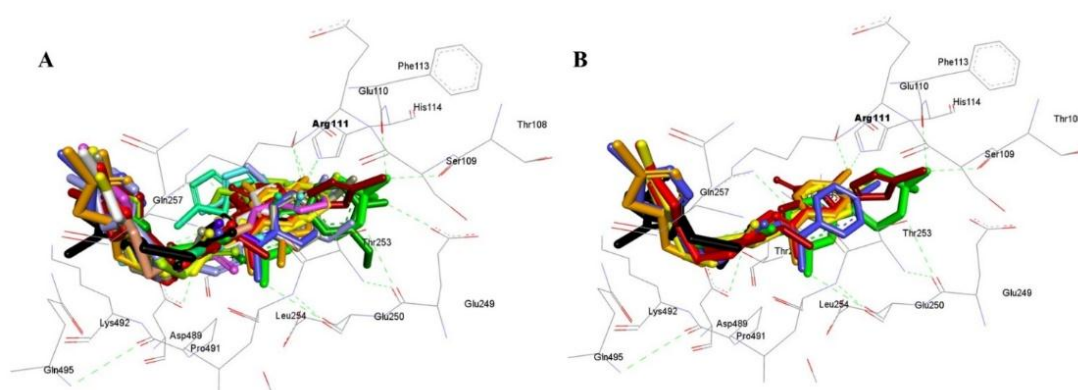 A
Phe113
Glu110
His114
Arg111
Thr108
Ser109
Gln257
Thr253
Glu249
Glu250
Leu254
Lys492
Asp489
Pro491
Gln495
B
Phe113
Glu110
His114
Arg111
Ser109
Gln257
Thr253
Glu249
Glu250
Leu254
Lys492
Asp489
Pro491
Gln495